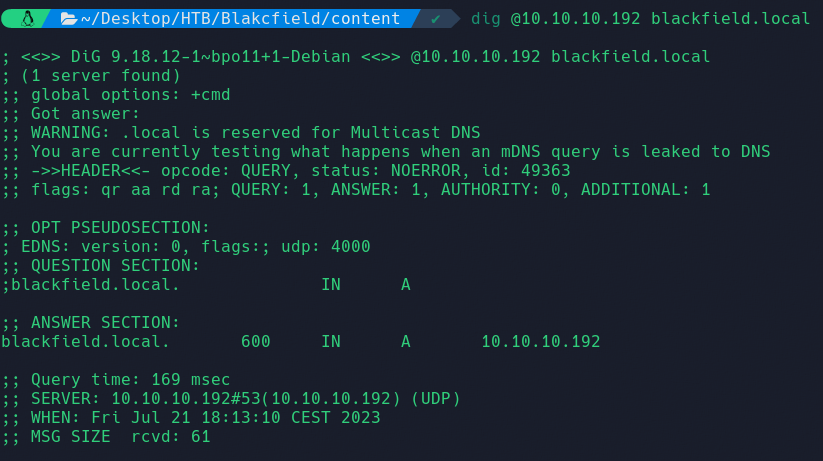 ~/Desktop/HTB/Blakcfield/content ✔ dig @10.10.10.192 blackfield.local
; <<>> DiG 9.18.12-1~bpo11+1-Debian <<>> @10.10.10.192 blackfield.local
; (1 server found)
;; global options: +cmd
;; Got answer:
;; WARNING: .local is reserved for Multicast DNS
;; You are currently testing what happens when an mDNS query is leaked to DNS
;; ->>HEADER<<- opcode: QUERY, status: NOERROR, id: 49363
;; flags: qr aa rd ra; QUERY: 1, ANSWER: 1, AUTHORITY: 0, ADDITIONAL: 1
;; OPT PSEUDOSECTION:
; EDNS: version: 0, flags:; udp: 4000
;; QUESTION SECTION:
;blackfield.local. IN A
;; ANSWER SECTION:
blackfield.local. 600 IN A 10.10.10.192
;; Query time: 169 msec
;; SERVER: 10.10.10.192#53(10.10.10.192) (UDP)
;; WHEN: Fri Jul 21 18:13:10 CEST 2023
;; MSG SIZE rcvd: 61